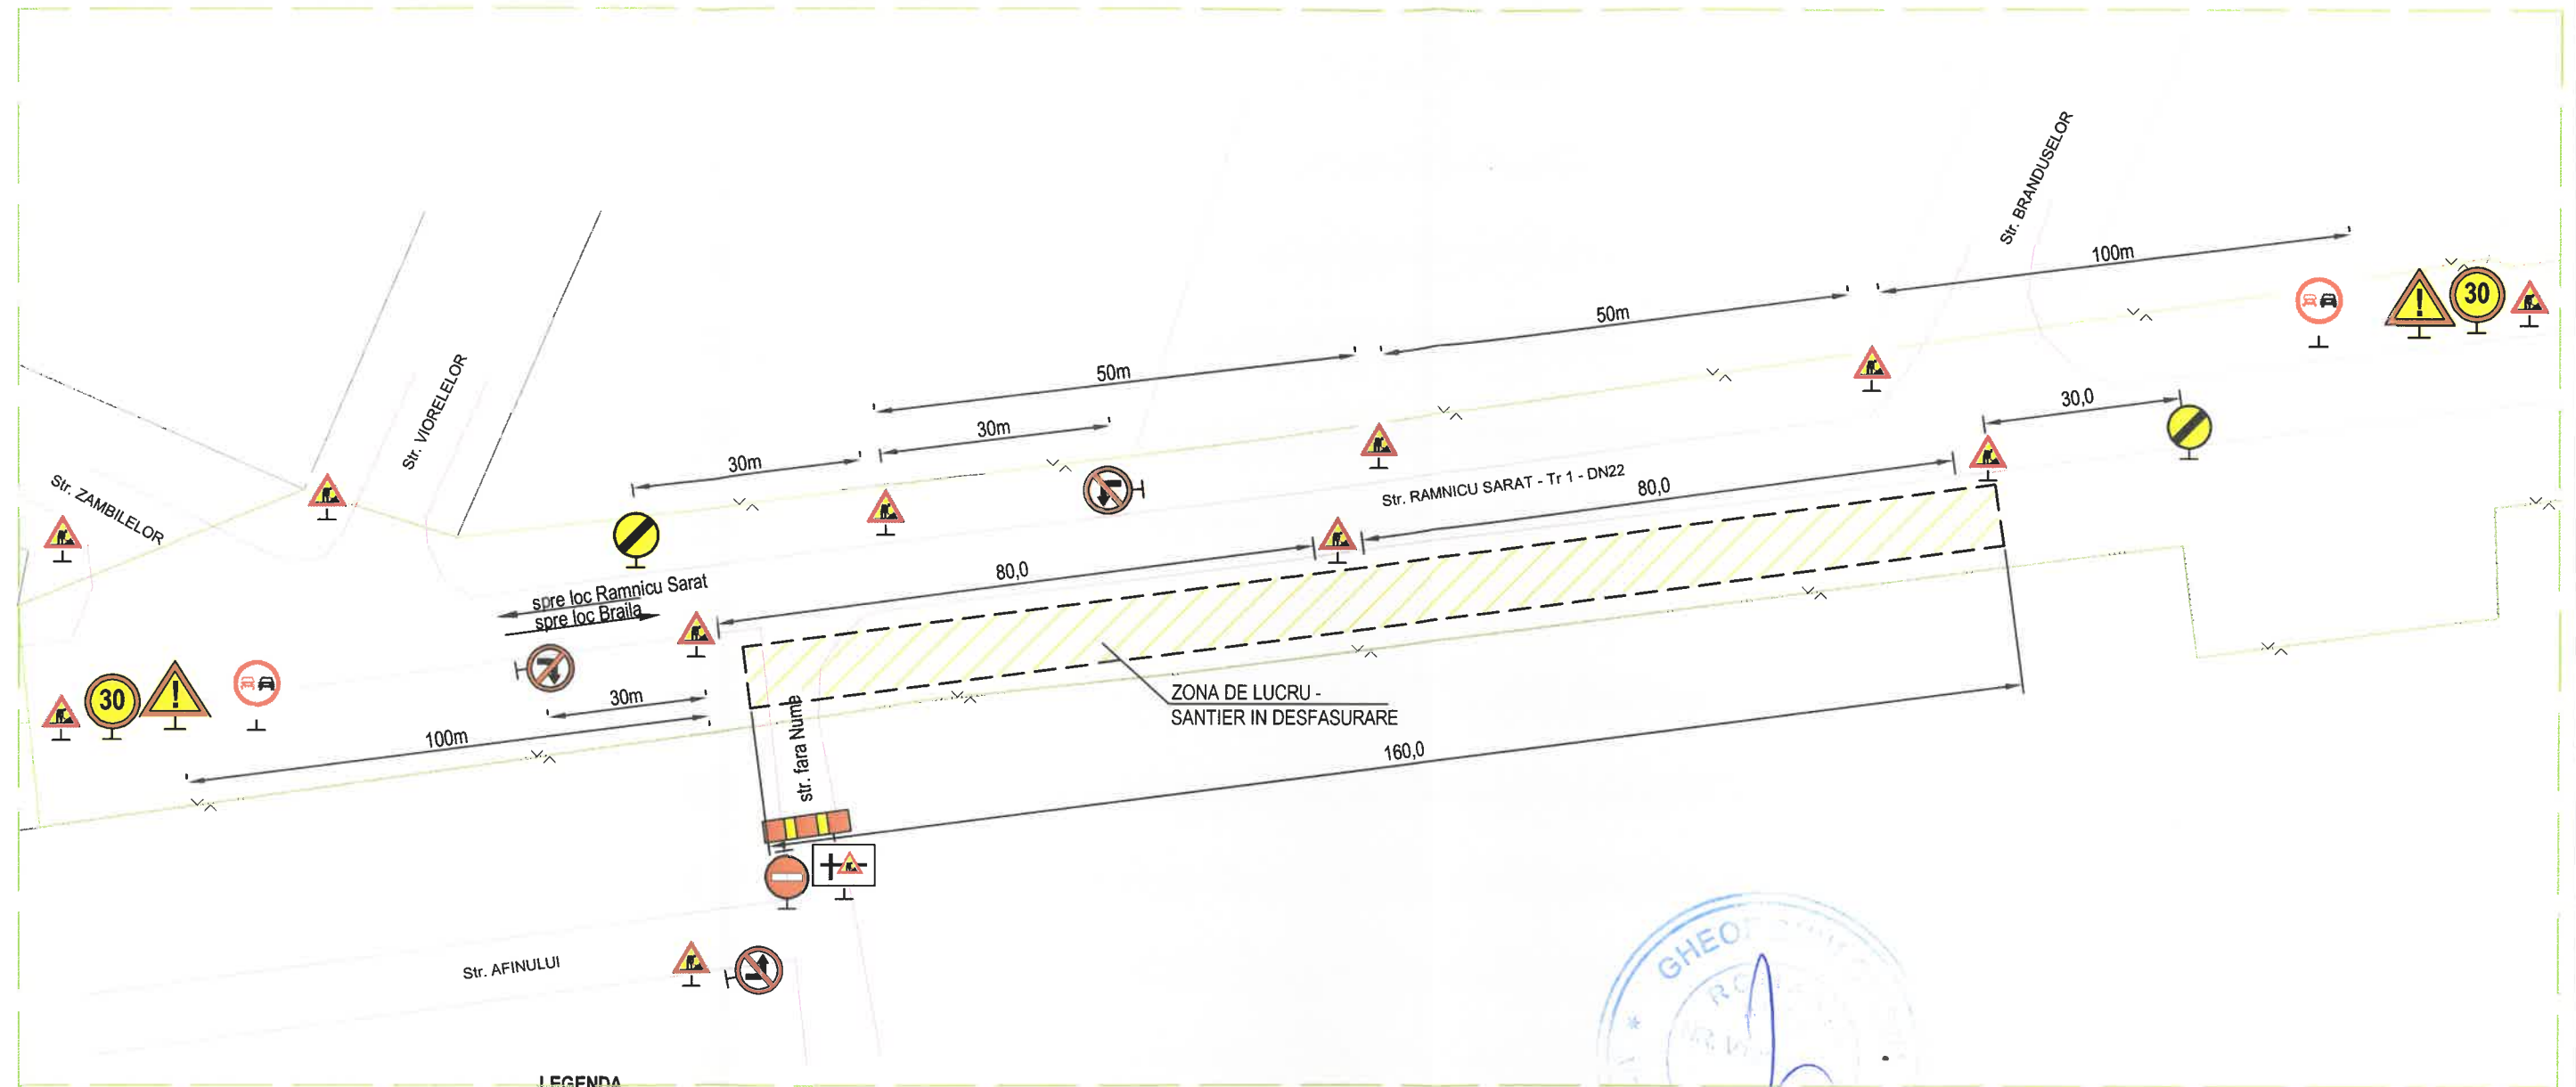 Str. BRANDUSELOR
100m
50m
30
50m
30m
30m
30,0
Str. VIORELELOR
Str. ZAMBILELOR
Str. RAMNICU SARAT - Tr 1 - DN22
80,0
80,0
spre loc Ramnicu Sarat
spre loc Braila
30
30m
100m
ZONA DE LUCRU -
SANTIER IN DESFASURARE
str. fara Nume
160,0
Str. AFINULUI
GHEO
LEGENDA